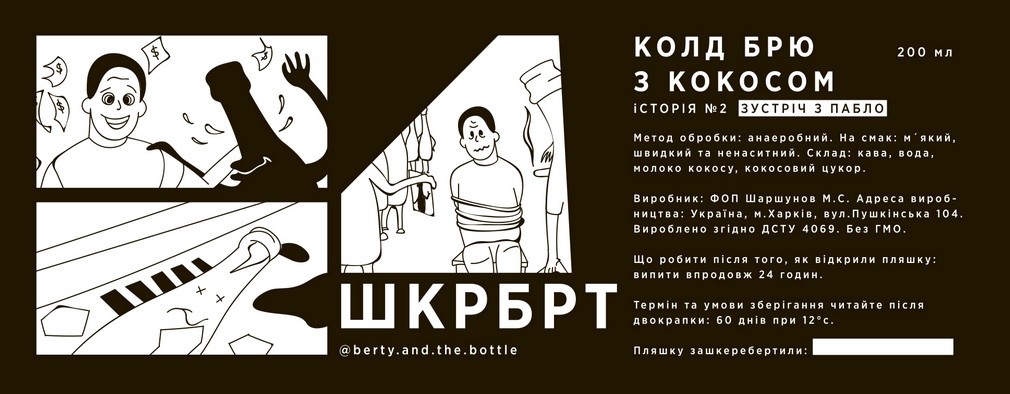 КОЛД БРЮ
200 мл
З КОКОСОМ
іСТОРІЯ №2 ЗУСТРІЧ З ПАБЛО
Метод обробки: анаеробний. На смак: м´який,
швидкий та ненаситний. Склад: кава, вода,
молоко кокосу, кокосовий цукор.
Виробник: ФОП Шаршунов М.С. Адреса вироб-
ництва: Україна, м.Харків, вул.Пушкінська 104.
Вироблено згідно ДСТУ 4069. Без ГМО.
Що робити після того, як відкрили пляшку:
випити впродовж 24 годин.
Термін та умови зберігання читайте після
двокрапки: 60 днів при 12°с.
Пляшку зашкеребертили:
ШКРБРТ
@berty.and.the.bottle
$
$
$
$